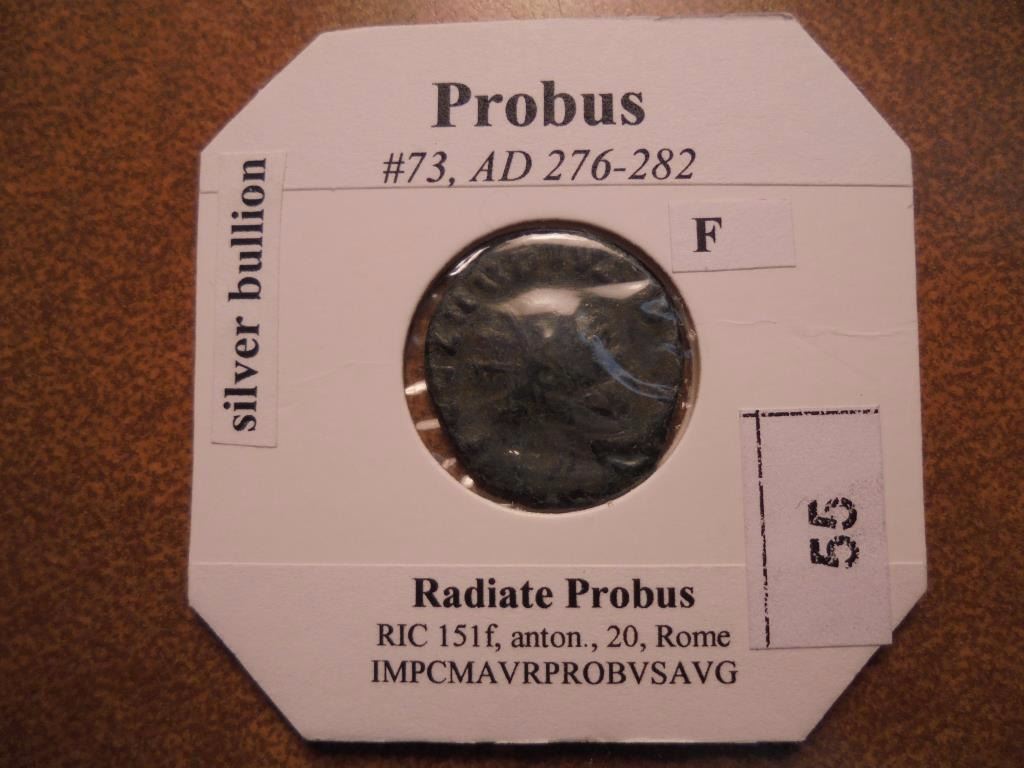 Probus
#73, AD 276-282
silver bullion
F
55
Radiate Probus
RIC 151f, anton., 20, Rome
IMPCMAVRPROBVSAVG